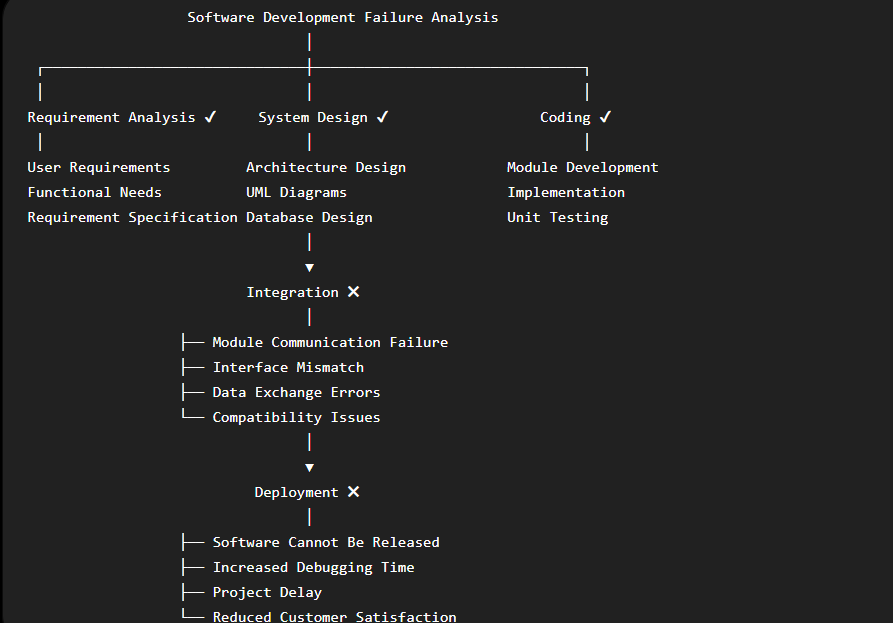 Software Development Failure Analysis
Requirement Analysis ✔ System Design ✔ Coding ✔
User Requirements Architecture Design Module Development
Functional Needs UML Diagrams Implementation
Requirement Specification Database Design Unit Testing
▼
Integration ❌
├── Module Communication Failure
├── Interface Mismatch
├── Data Exchange Errors
└── Compatibility Issues
▼
Deployment ❌
├── Software Cannot Be Released
├── Increased Debugging Time
├── Project Delay
└── Reduced Customer Satisfaction